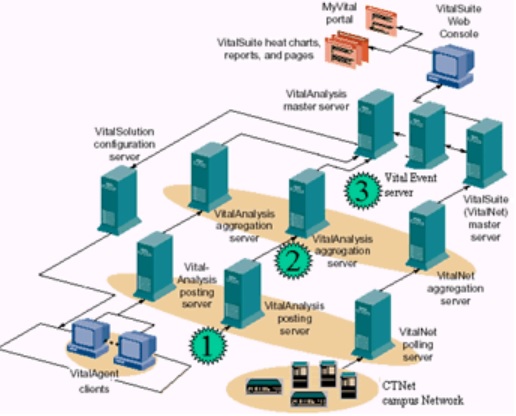 MyVital
portal
VitalSuite
Web
Console
VitalSuite heat charts,
reports, and pages
VitalAnalysis
master server
VitalSolution
configuration
server
3
Vital Event
server
VitalSuite
(VitalNet)
master
server
VitalAnalysis
aggregation
server
2
VitalAnalysis
aggregation
server
VitalNet
aggregation
server
Vital-
Analysis
posting
server
VitalAnalysis
posting
server
1
VitalNet
polling
server
VitalAgent
clients
CTNet
campus Network